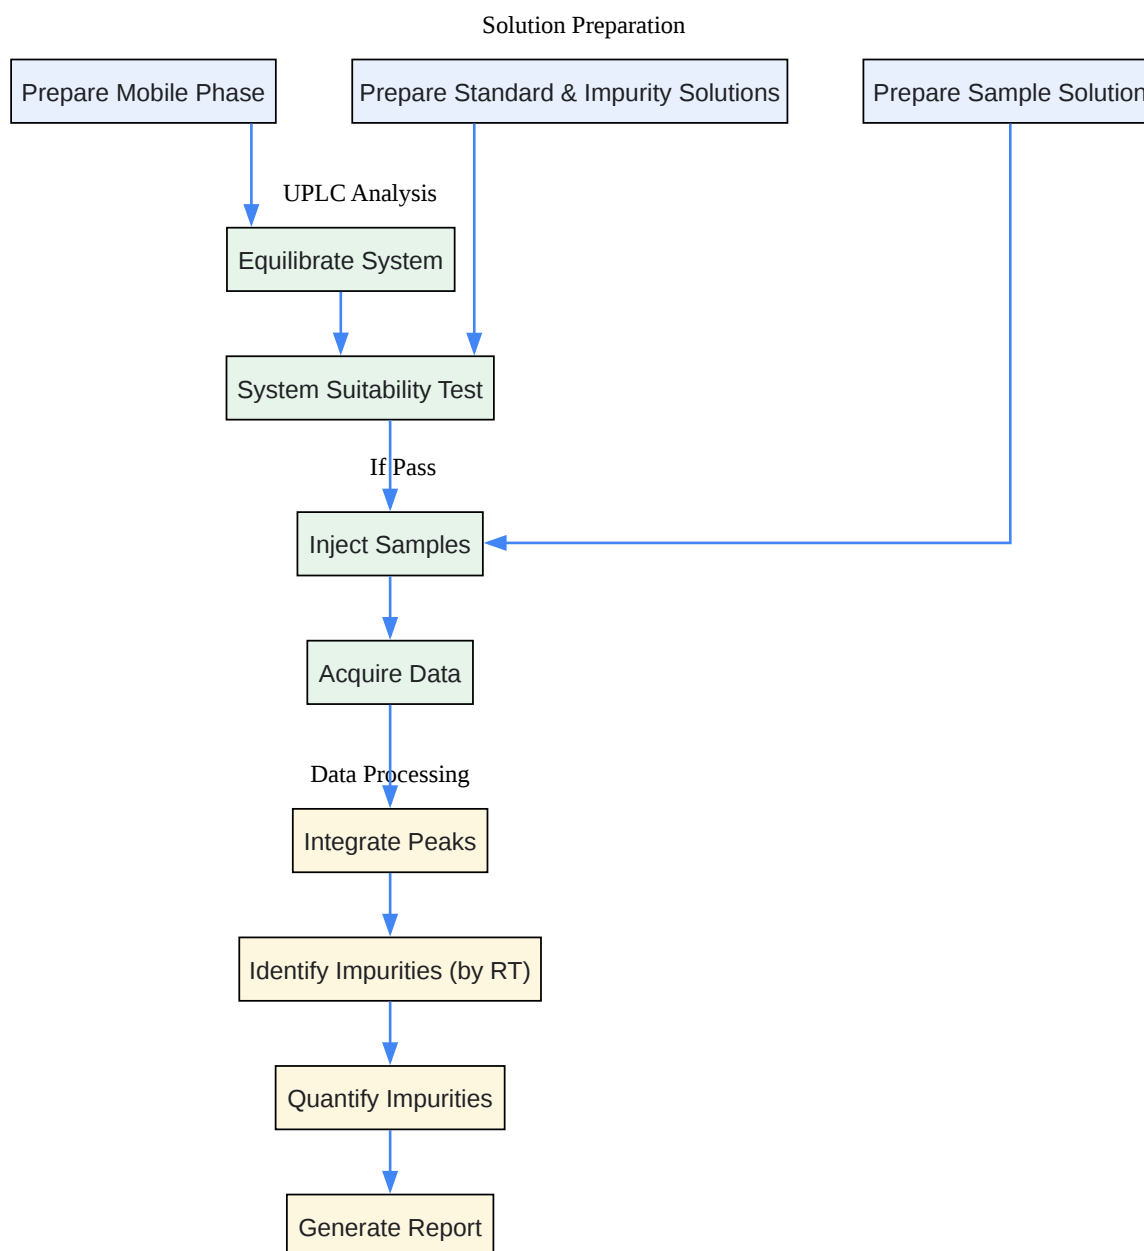 Solution Preparation
Prepare Mobile Phase
Prepare Standard & Impurity Solutions
Prepare Sample Solution
UPLC Analysis
Equilibrate System
System Suitability Test
If Pass
Inject Samples
Acquire Data
Data Processing
Integrate Peaks
Identify Impurities (by RT)
Quantify Impurities
Generate Report